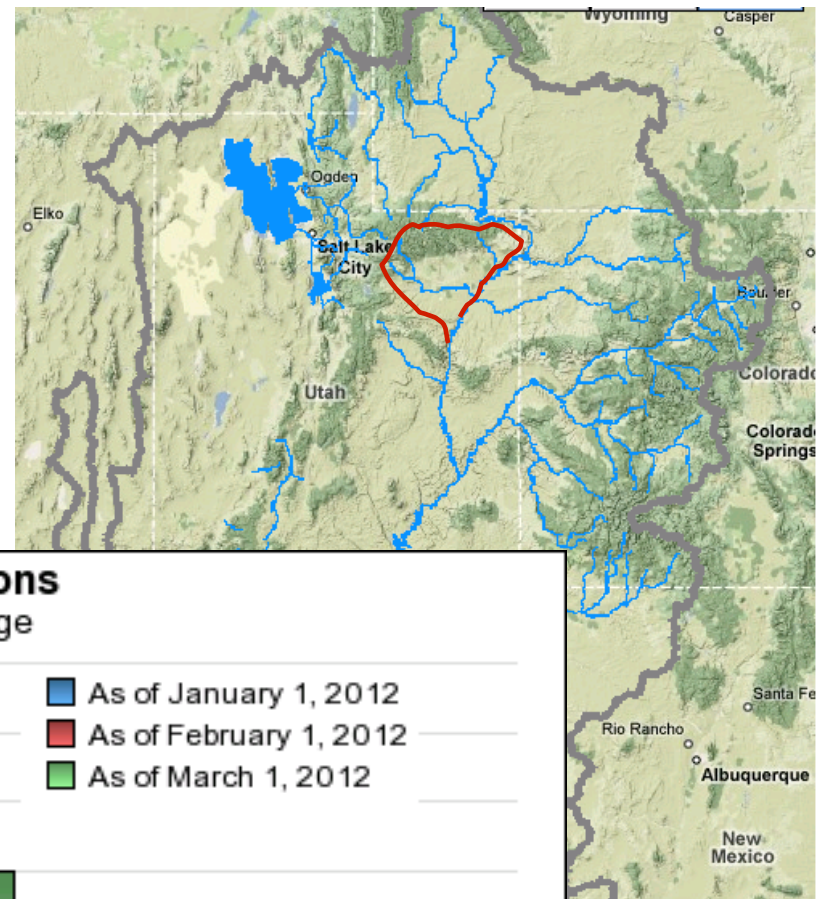 Wyoming
Casper
Ogden
Elko
Salt Lake
City
Boulder
Utah
Colorado
Springs
ons
ge
As of January 1, 2012
As of February 1, 2012
As of March 1, 2012
Santa Fe
Rio Rancho
Albuquerque
New
Mexico